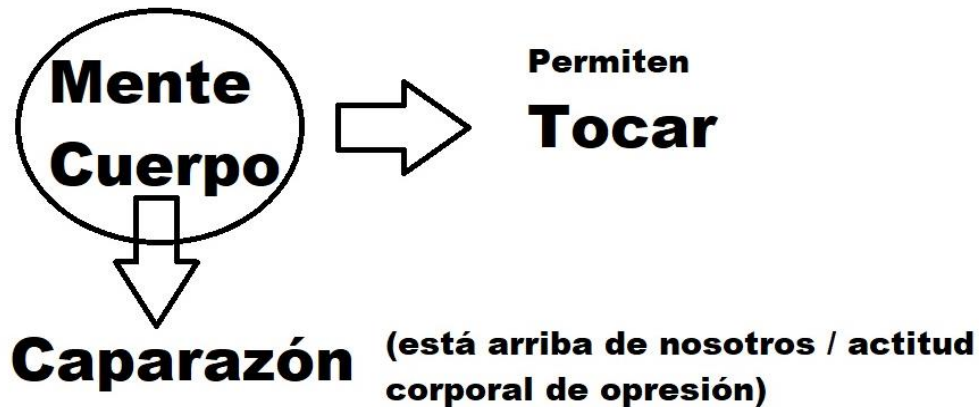 Mente
Cuerpo
Permiten
Tocar
Caparazón
(está arriba de nosotros / actitud
corporal de opresión)